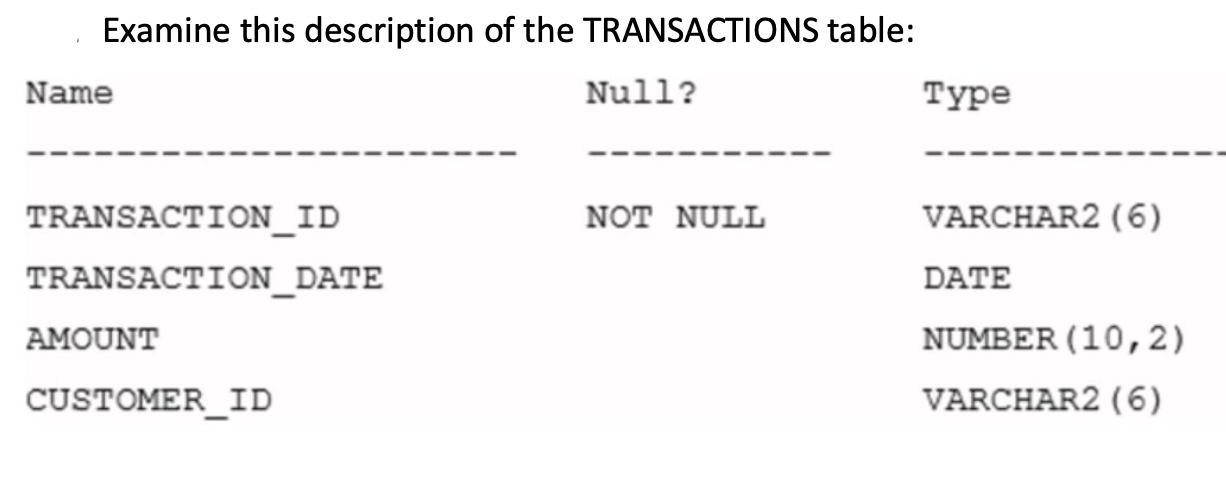 Examine this description of the TRANSACTIONS table:
Name Null? Type
----------------------- ----------- --------------
TRANSACTION_ID NOT NULL VARCHAR2(6)
TRANSACTION_DATE DATE
AMOUNT NUMBER(10,2)
CUSTOMER_ID VARCHAR2(6)